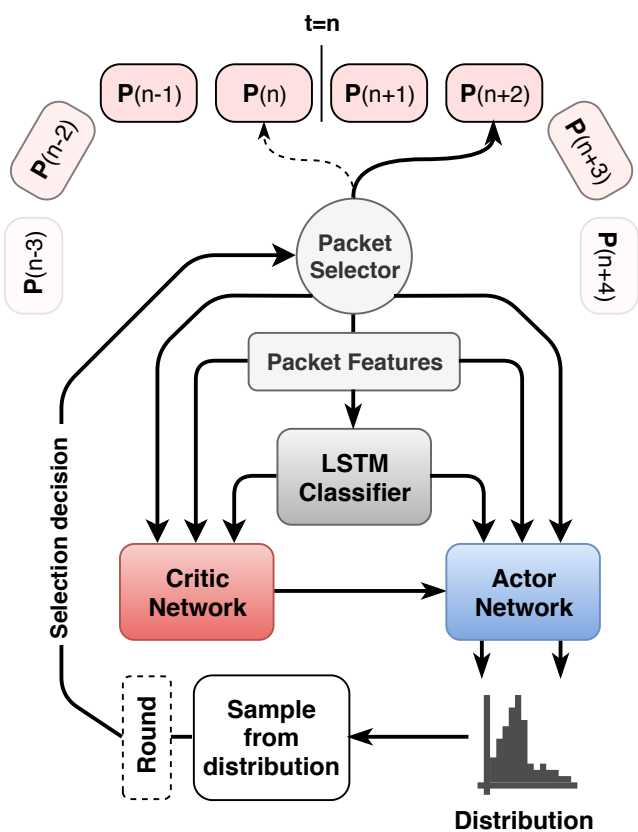 t=n
P(n-1)
P(n)
P(n+1)
P(n+2)
P(n-2)
P(n+3)
P(n-3)
P(n+4)
Packet
Selector
Packet Features
LSTM
Classifier
Critic
Network
Actor
Network
Selection decision
Round
Sample
from
distribution
Distribution